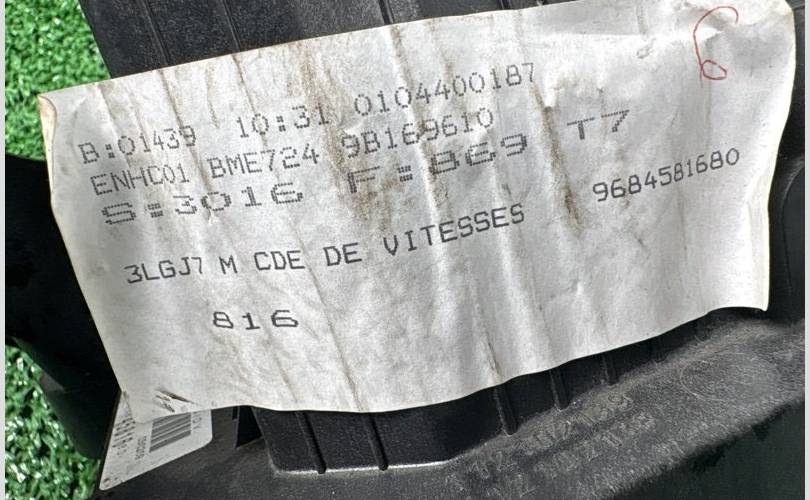 B:01439 10:31 0104400187
ENHC01 BME724 9B169610
S:3016 F:869 T7
3LGJ7 M CDE DE VITESSES 9684581680
816